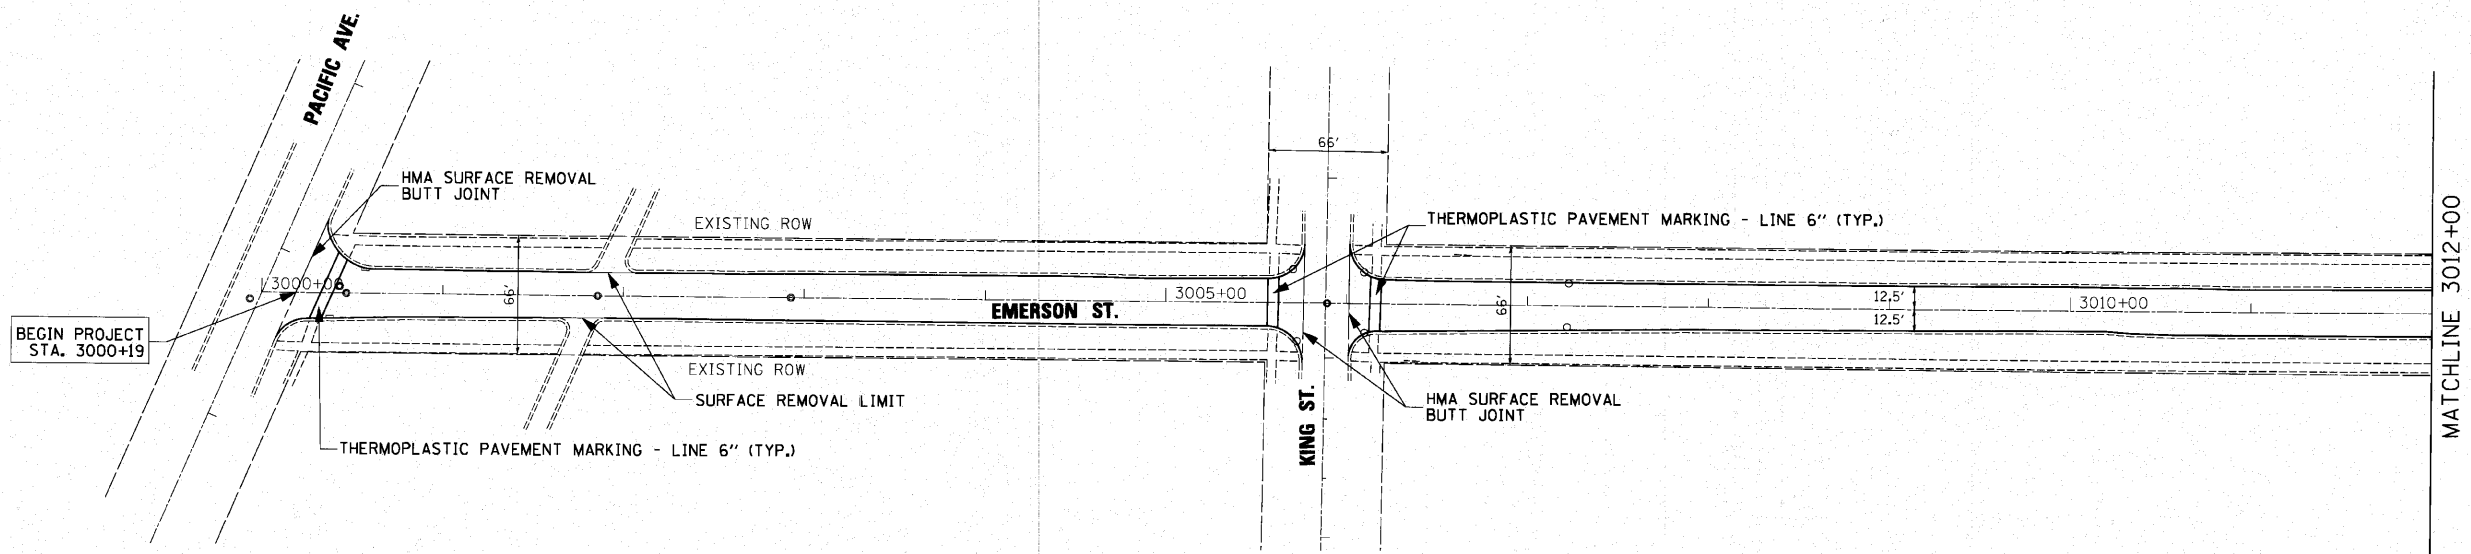 PACIFIC AVE.
HMA SURFACE REMOVAL
BUTT JOINT
EXISTING ROW
66'
THERMOPLASTIC PAVEMENT MARKING - LINE 6" (TYP.)
3000+00
66'
EMERSON ST.
3005+00
66'
12.5'
12.5'
3010+00
MATCHLINE 3012+00
BEGIN PROJECT
STA. 3000+19
EXISTING ROW
SURFACE REMOVAL LIMIT
KING ST.
HMA SURFACE REMOVAL
BUTT JOINT
THERMOPLASTIC PAVEMENT MARKING - LINE 6" (TYP.)